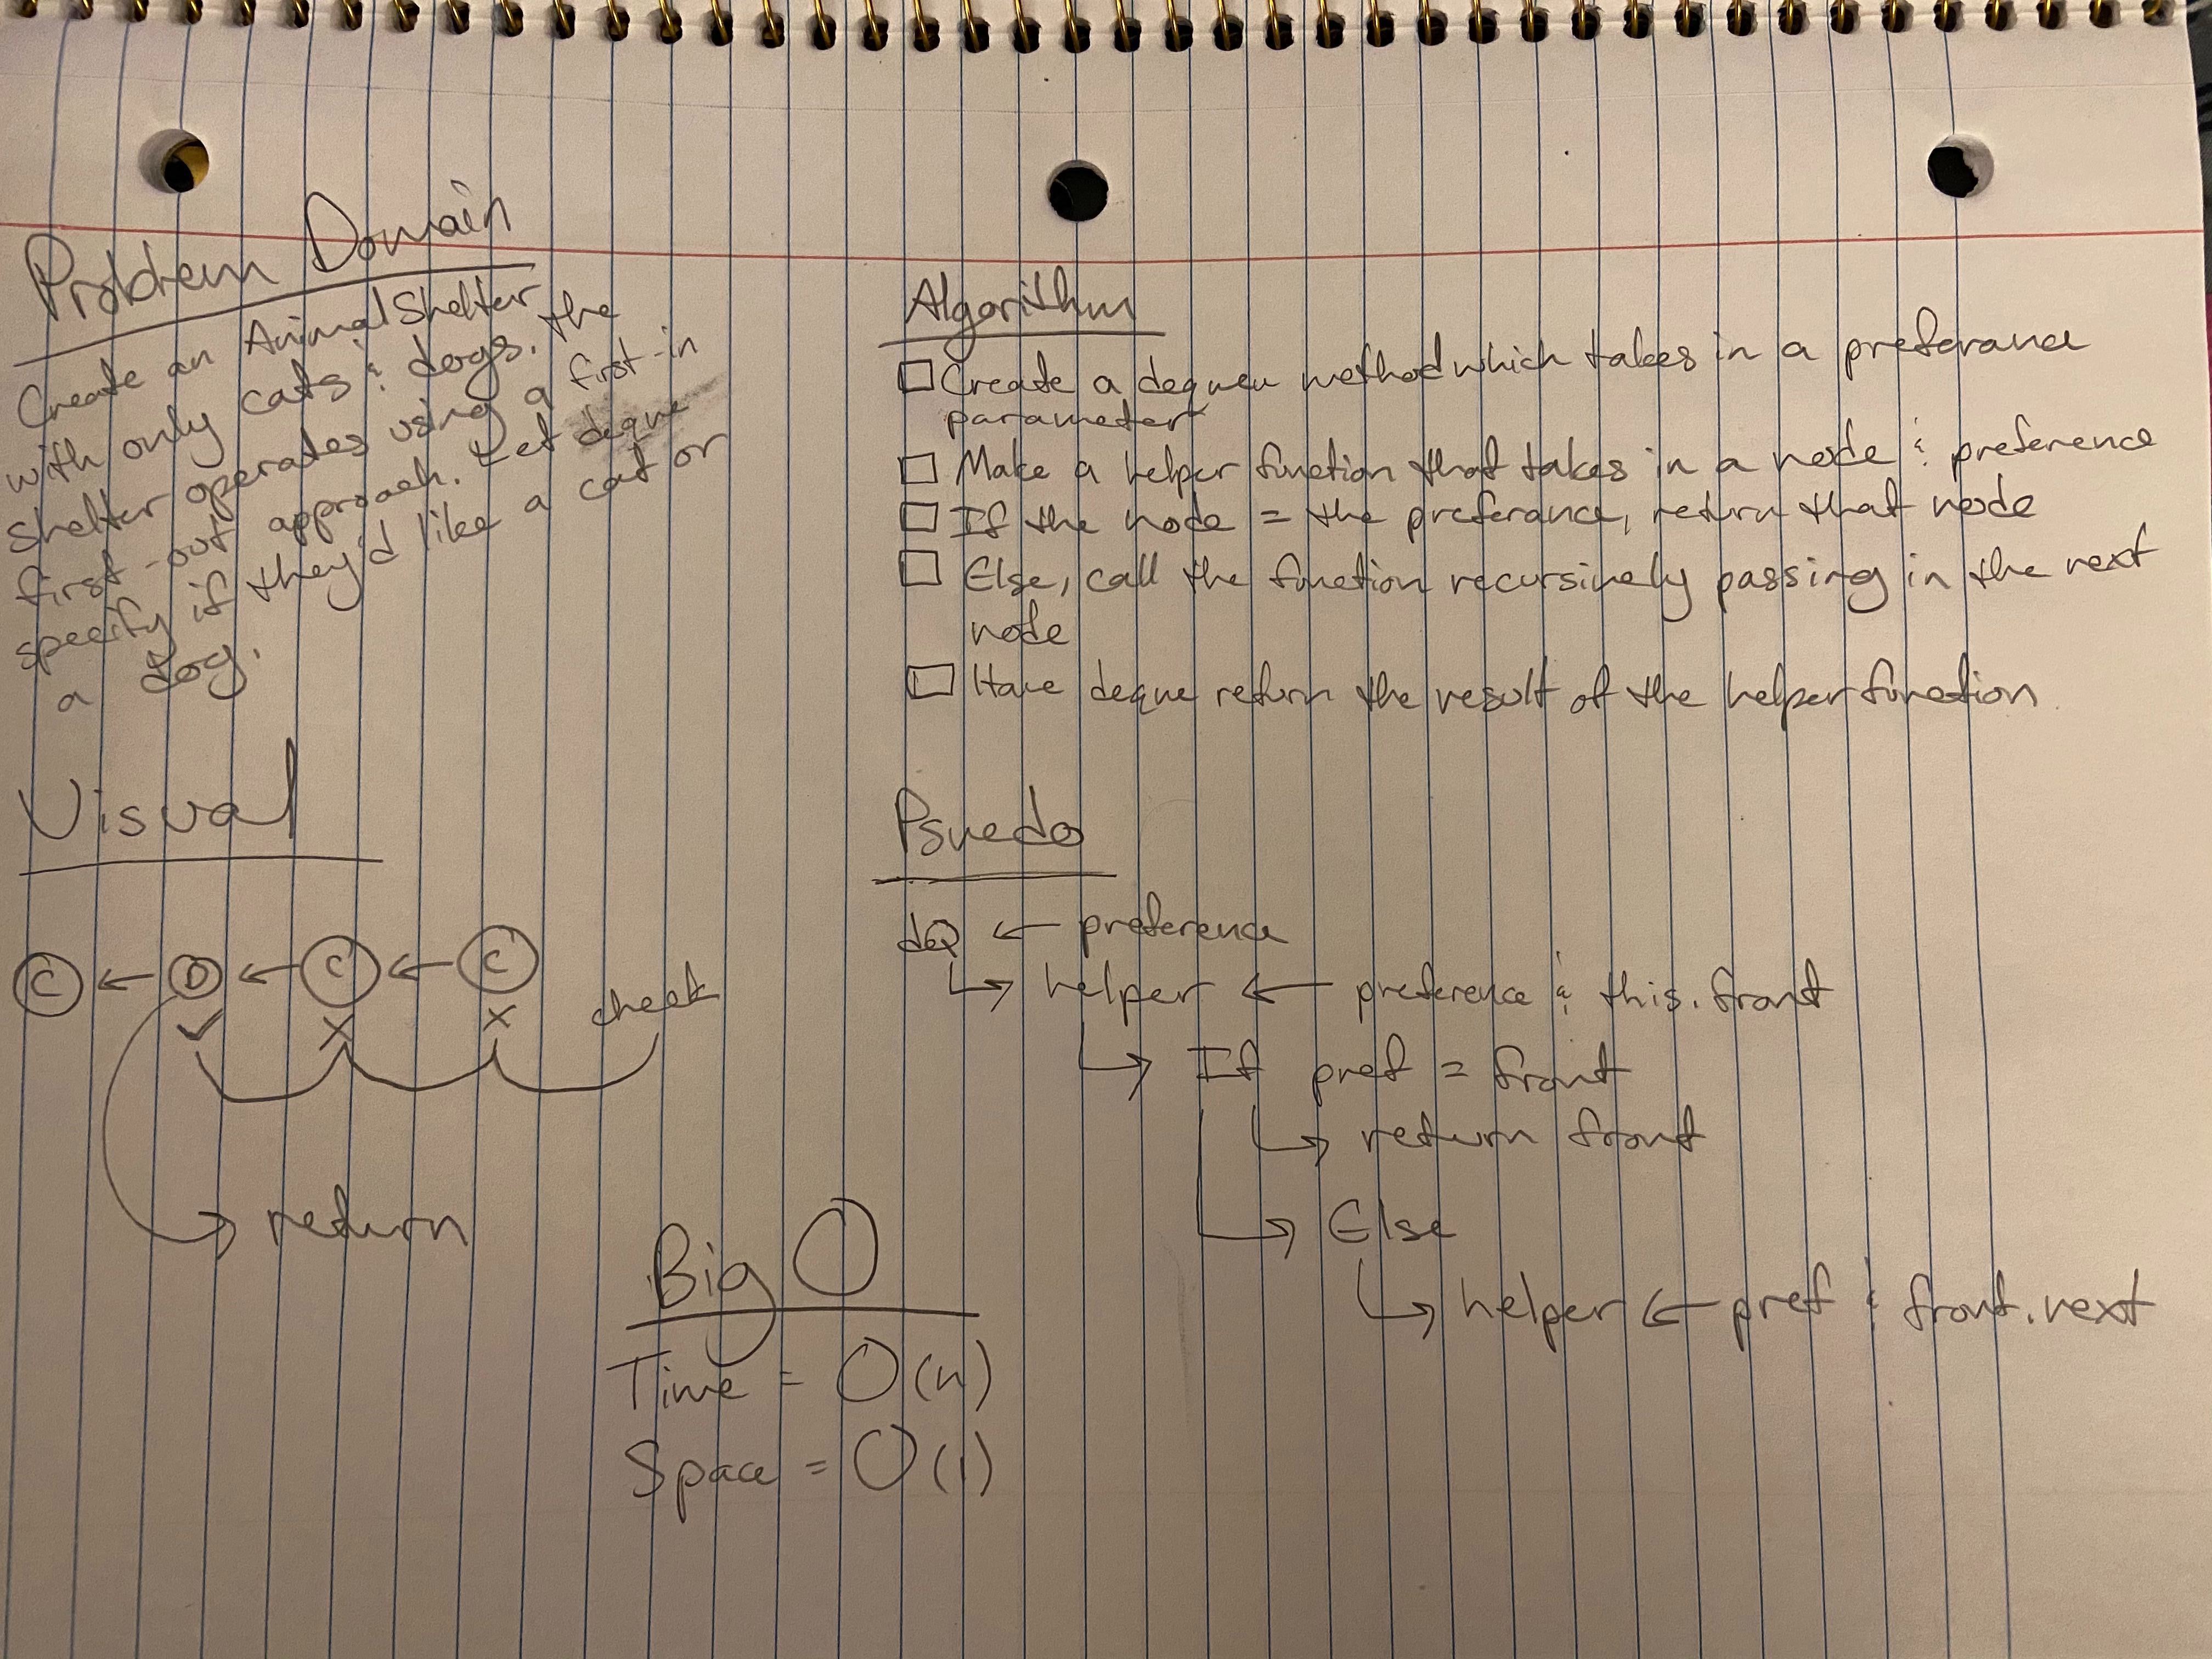 Problem Domain
Create an AnimalShelter
with only cats & dogs. the
shelter operates using a first-in
first-out approach. Let deque
specify if they'd like a cat or
a dog.
Visual
C ← D ← C ← C
✓ X X check
return
Algorithm
□ Create a dequeu method which takes in a preferance
parameter
□ Make a helper function that takes in a node & preference
□ If the node = the preferance, return that node
□ Else, call the function recursively passing in the next
node
□ Have deque return the result of the helper function
Psuedo
deQ ← preference
↳ helper ← preference & this.front
↳ If pref = front
↳ return front
↳ Else
↳ helper ← pref & front.next
Big O
Time = O(n)
Space = O(1)